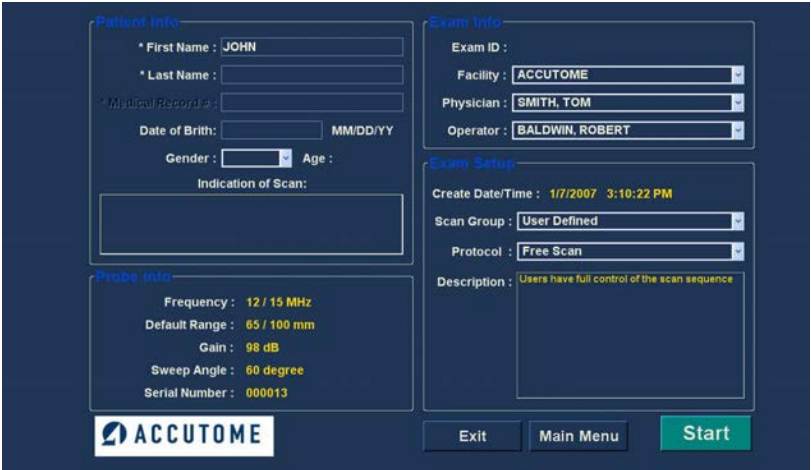 Patient Info
* First Name : JOHN
* Last Name :
* Medical Record # :
Date of Brith: MM/DD/YY
Gender : Age :
Indication of Scan:
Probe Info
Frequency : 12 / 15 MHz
Default Range : 65 / 100 mm
Gain : 98 dB
Sweep Angle : 60 degree
Serial Number : 000013
ACCUTOME
Exam Info
Exam ID :
Facility : ACCUTOME
Physician : SMITH, TOM
Operator : BALDWIN, ROBERT
Exam Setup
Create Date/Time : 1/7/2007 3:10:22 PM
Scan Group : User Defined
Protocol : Free Scan
Description : Users have full control of the scan sequence
Exit Main Menu Start